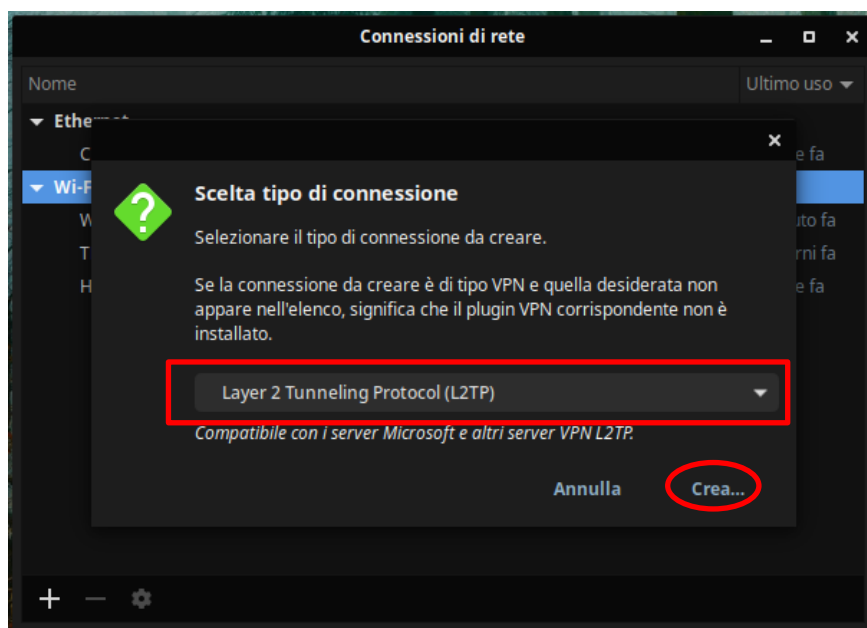 Connessioni di rete
Nome
Ultimo uso
Scelta tipo di connessione
Selezionare il tipo di connessione da creare.
Se la connessione da creare è di tipo VPN e quella desiderata non
appare nell'elenco, significa che il plugin VPN corrispondente non è
installato.
Layer 2 Tunneling Protocol (L2TP)
Compatibile con i server Microsoft e altri server VPN L2TP.
Annulla
Crea...